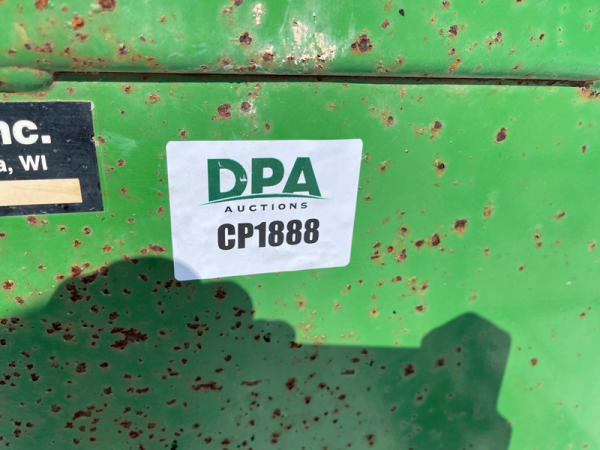 nc.
a, WI
DPA
AUCTIONS
CP1888